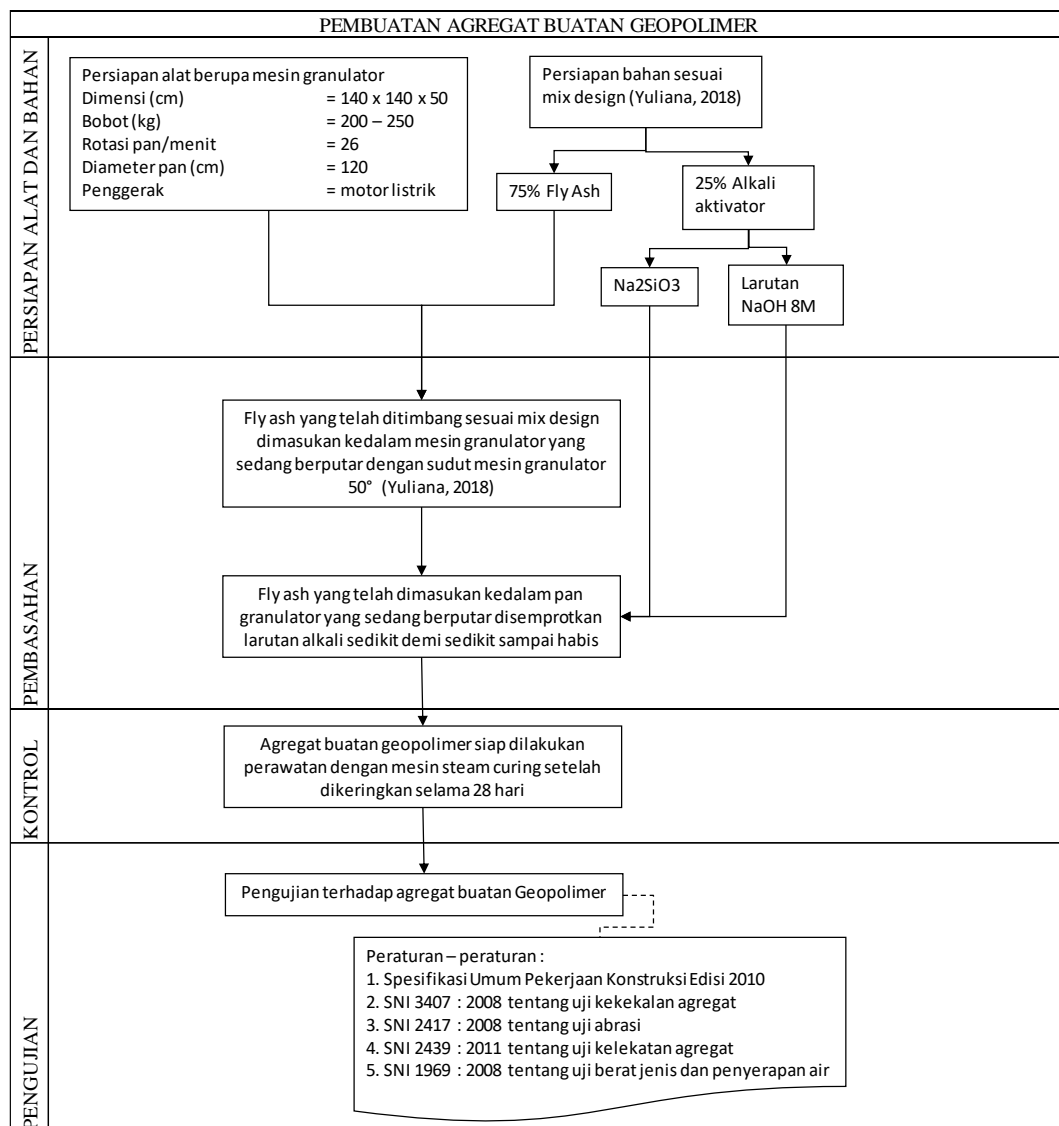 PEMBUATAN AGREGAT BUATAN GEOPOLIMER
PERSIAPAN ALAT DAN BAHAN
Persiapan alat berupa mesin granulator
Dimensi (cm) = 140 x 140 x 50
Bobot (kg) = 200 – 250
Rotasi pan/menit = 26
Diameter pan (cm) = 120
Penggerak = motor listrik
Persiapan bahan sesuai
mix design (Yuliana, 2018)
75% Fly Ash
25% Alkali
aktivator
Na2SiO3
Larutan
NaOH 8M
PEMBASAHAN
Fly ash yang telah ditimbang sesuai mix design
dimasukan kedalam mesin granulator yang
sedang berputar dengan sudut mesin granulator
50° (Yuliana, 2018)
Fly ash yang telah dimasukan kedalam pan
granulator yang sedang berputar disemprotkan
larutan alkali sedikit demi sedikit sampai habis
KONTROL
Agregat buatan geopolimer siap dilakukan
perawatan dengan mesin steam curing setelah
dikeringkan selama 28 hari
PENGUJIAN
Pengujian terhadap agregat buatan Geopolimer
Peraturan – peraturan :
1. Spesifikasi Umum Pekerjaan Konstruksi Edisi 2010
2. SNI 3407 : 2008 tentang uji kekekalan agregat
3. SNI 2417 : 2008 tentang uji abrasi
4. SNI 2439 : 2011 tentang uji kelekatan agregat
5. SNI 1969 : 2008 tentang uji berat jenis dan penyerapan air